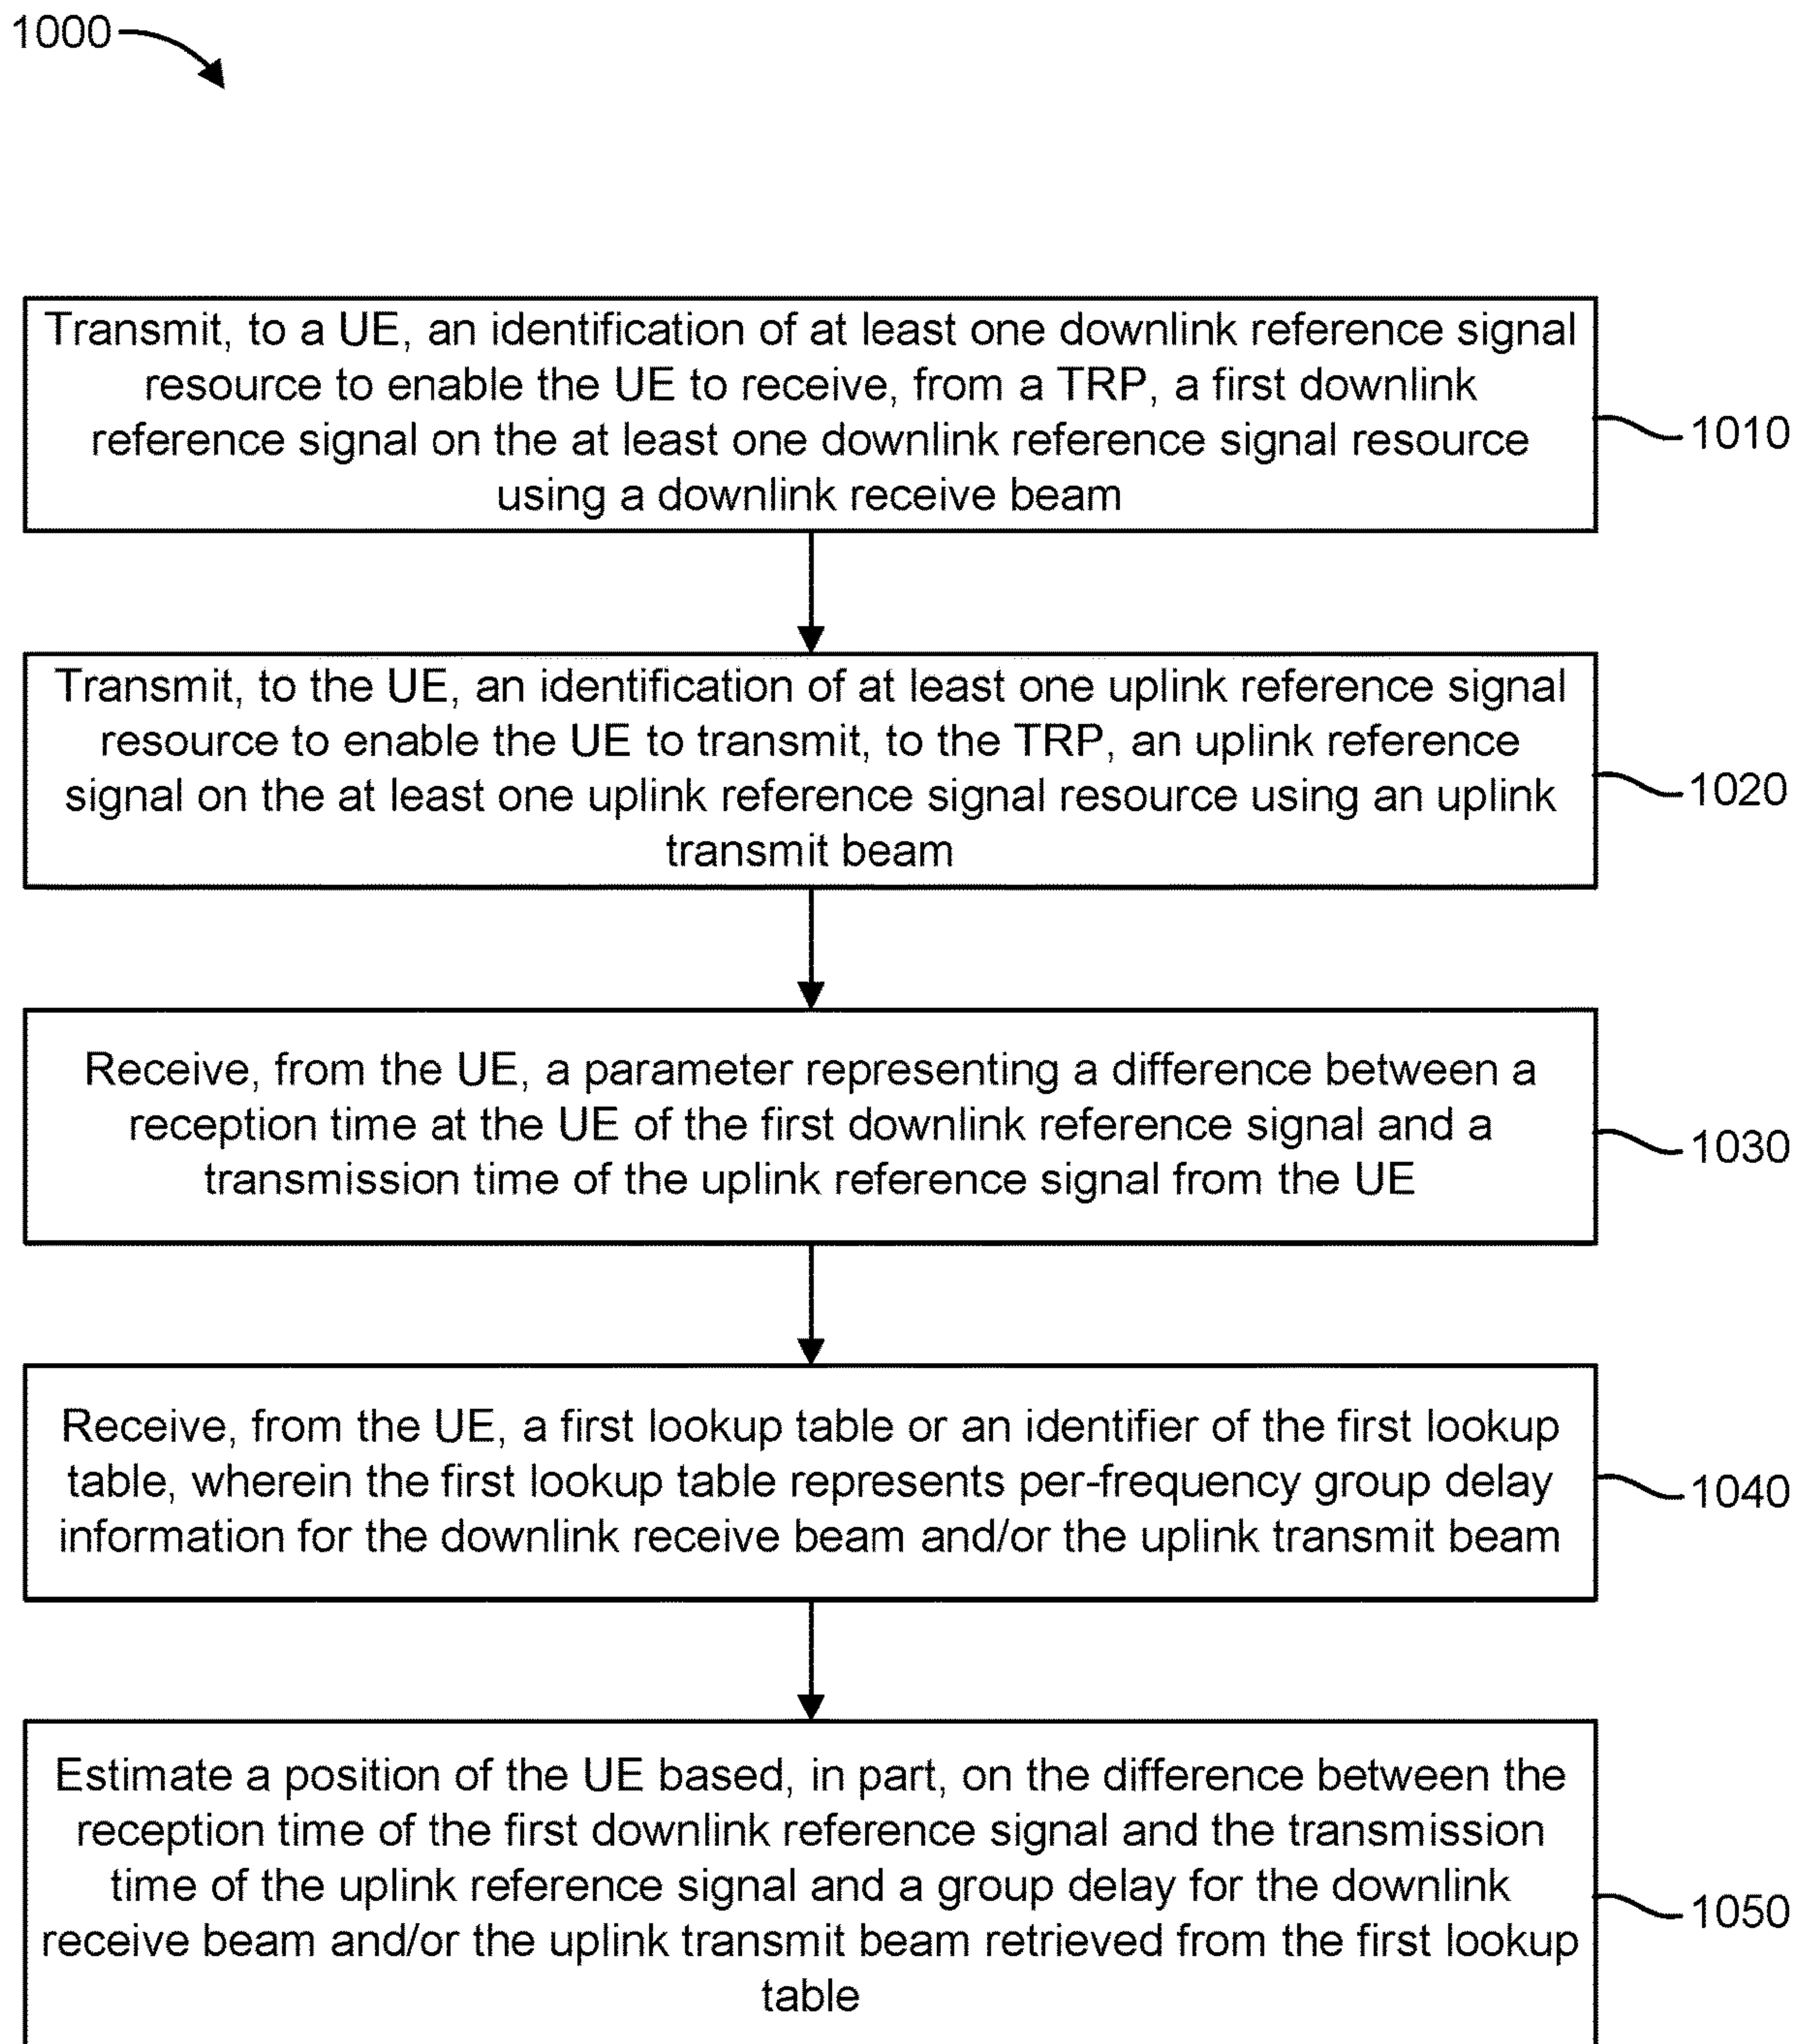 1000
Transmit, to a UE, an identification of at least one downlink reference signal
resource to enable the UE to receive, from a TRP, a first downlink
reference signal on the at least one downlink reference signal resource
using a downlink receive beam
1010
Transmit, to the UE, an identification of at least one uplink reference signal
resource to enable the UE to transmit, to the TRP, an uplink reference
signal on the at least one uplink reference signal resource using an uplink
transmit beam
1020
Receive, from the UE, a parameter representing a difference between a
reception time at the UE of the first downlink reference signal and a
transmission time of the uplink reference signal from the UE
1030
Receive, from the UE, a first lookup table or an identifier of the first lookup
table, wherein the first lookup table represents per-frequency group delay
information for the downlink receive beam and/or the uplink transmit beam
1040
Estimate a position of the UE based, in part, on the difference between the
reception time of the first downlink reference signal and the transmission
time of the uplink reference signal and a group delay for the downlink
receive beam and/or the uplink transmit beam retrieved from the first lookup
table
1050